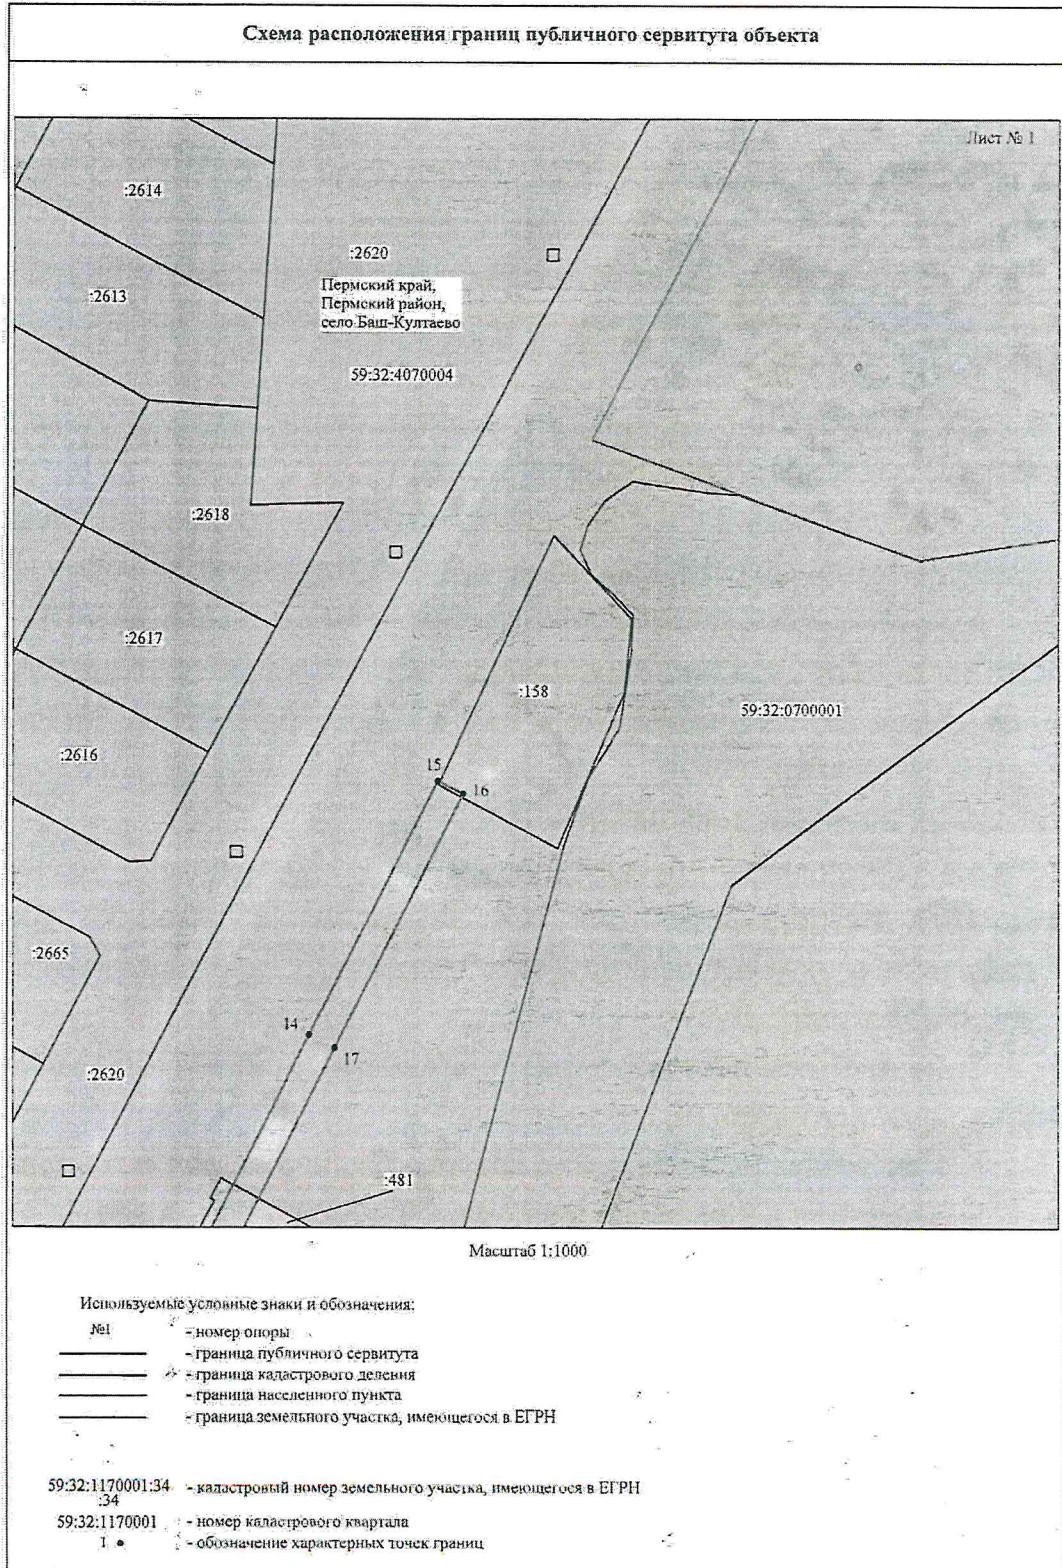 Схема расположения границ публичного сервитута объекта
Лист № 1
:2614
:2620
:2613
Пермский край,
Пермский район,
село Баш-Култаево
59:32:4070004
:2618
:2617
:158
59:32:0700001
:2616
15
16
:2665
14
17
:2620
:481
Масштаб 1:1000
Используемые условные знаки и обозначения:
№1 - номер опоры
- граница публичного сервитута
- граница кадастрового деления
- граница населенного пункта
- граница земельного участка, имеющегося в ЕГРН
59:32:1170001:34 - кадастровый номер земельного участка, имеющегося в ЕГРН
:34
59:32:1170001 - номер кадастрового квартала
1 - обозначение характерных точек границ